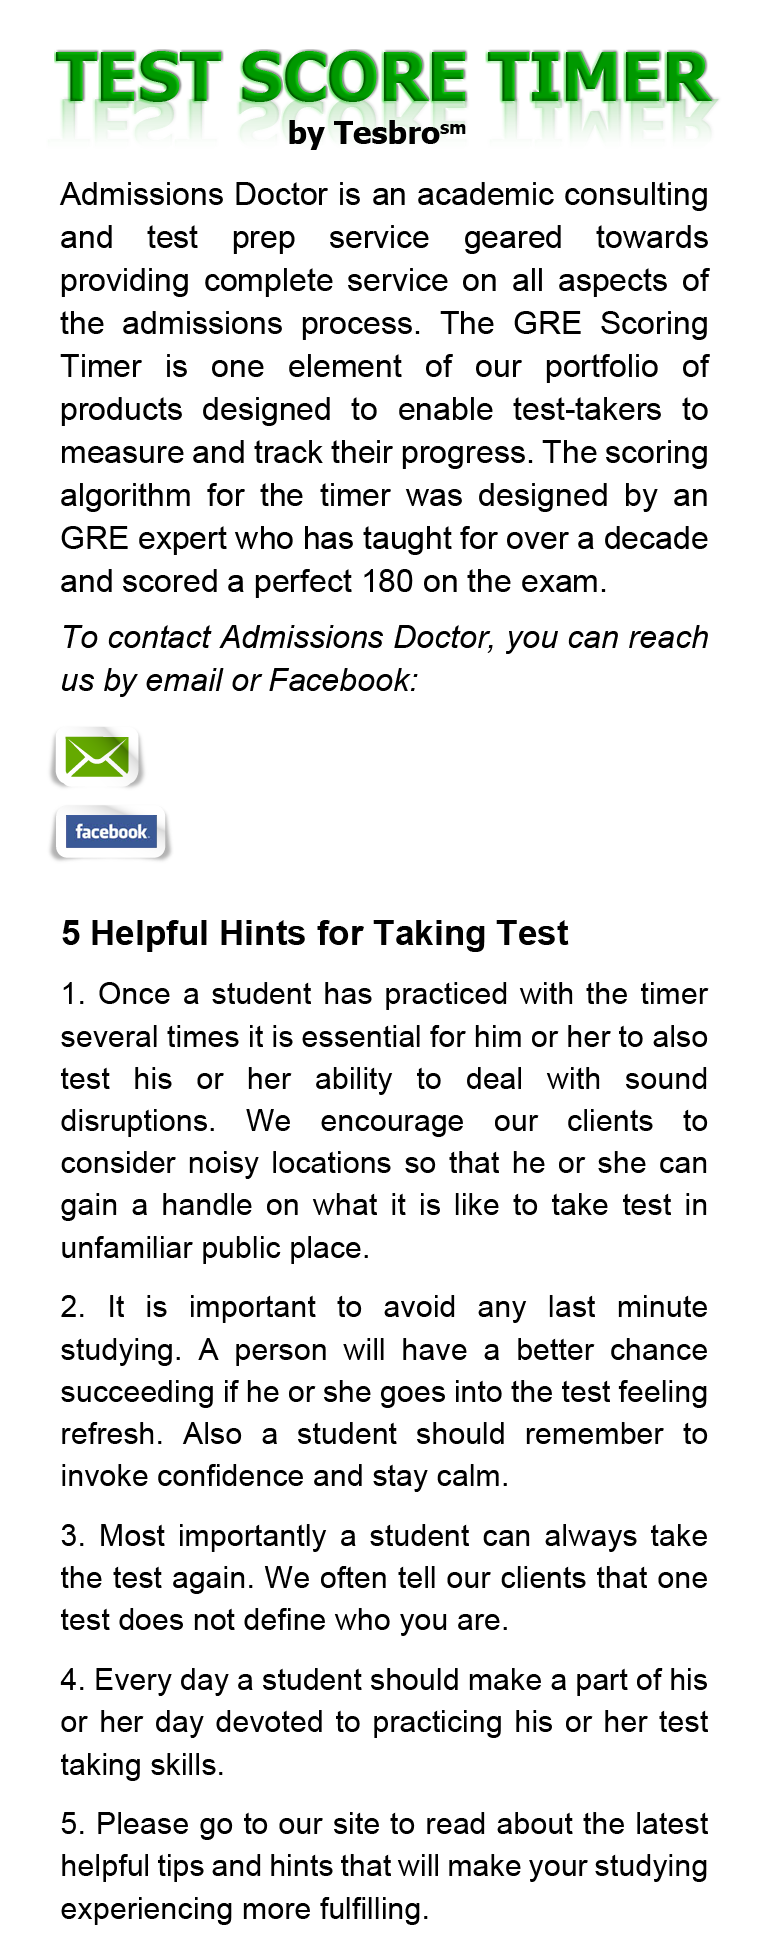 TEST SCORE TIMER
by Tesbro℠
Admissions Doctor is an academic consulting
and test prep service geared towards
providing complete service on all aspects of
the admissions process. The GRE Scoring
Timer is one element of our portfolio of
products designed to enable test-takers to
measure and track their progress. The scoring
algorithm for the timer was designed by an
GRE expert who has taught for over a decade
and scored a perfect 180 on the exam.
To contact Admissions Doctor, you can reach
us by email or Facebook:
facebook
5 Helpful Hints for Taking Test
1. Once a student has practiced with the timer
several times it is essential for him or her to also
test his or her ability to deal with sound
disruptions. We encourage our clients to
consider noisy locations so that he or she can
gain a handle on what it is like to take test in
unfamiliar public place.
2. It is important to avoid any last minute
studying. A person will have a better chance
succeeding if he or she goes into the test feeling
refresh. Also a student should remember to
invoke confidence and stay calm.
3. Most importantly a student can always take
the test again. We often tell our clients that one
test does not define who you are.
4. Every day a student should make a part of his
or her day devoted to practicing his or her test
taking skills.
5. Please go to our site to read about the latest
helpful tips and hints that will make your studying
experiencing more fulfilling.